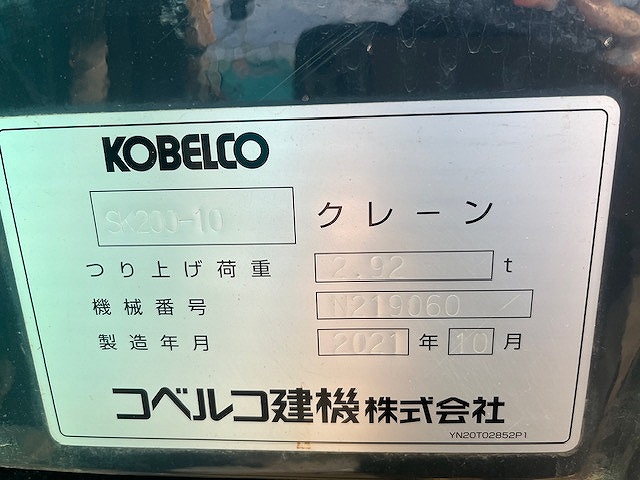 KOBELCO
SK200-10 クレーン
つり上げ荷重 2.92 t
機械番号 N219060
製造年月 2021 年 10 月
コベルコ建機株式会社
YN20T02852P1